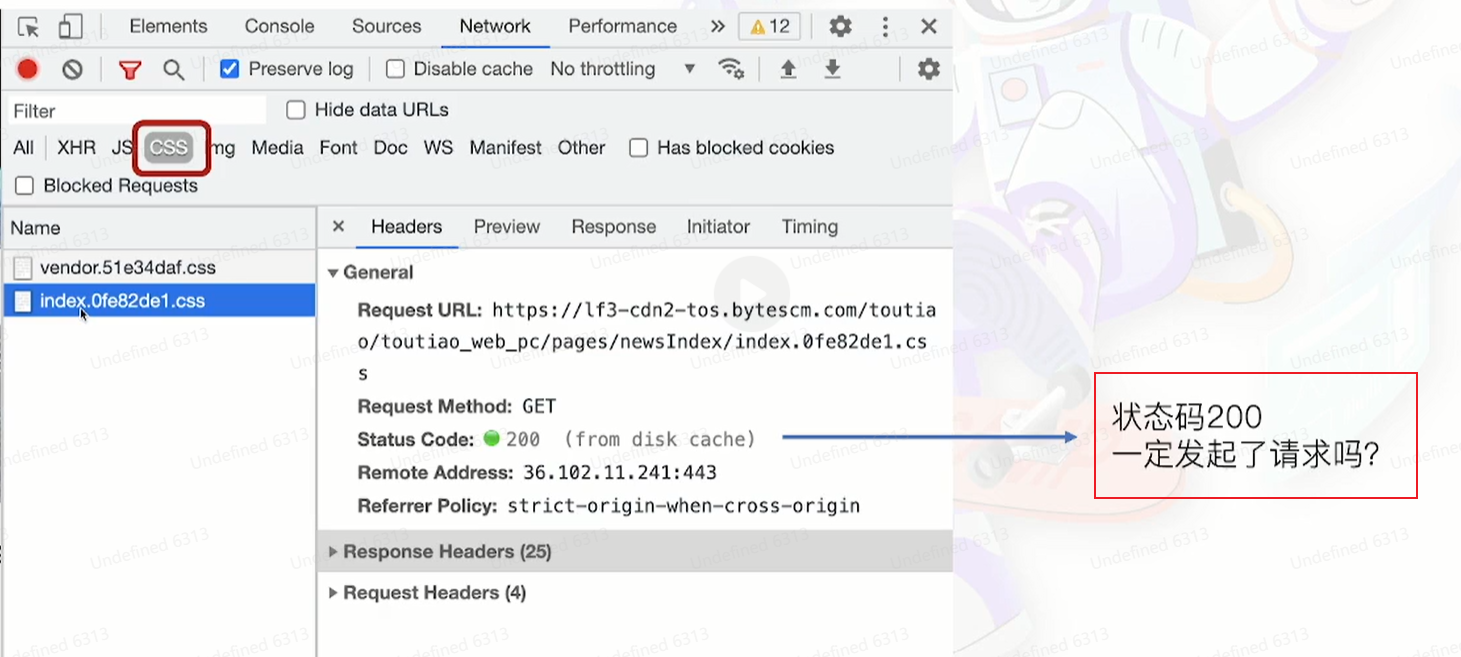 Elements Console Sources Network Performance » 12
Preserve log Disable cache No throttling
Filter Hide data URLs
All XHR JS CSS Img Media Font Doc WS Manifest Other Has blocked cookies
Blocked Requests
Name
vendor.51e34daf.css
index.0fe82de1.css
Headers Preview Response Initiator Timing
General
Request URL: https://lf3-cdn2-tos.bytescm.com/toutia
o/toutiao_web_pc/pages/newsIndex/index.0fe82de1.cs
s
Request Method: GET
Status Code: 200 (from disk cache)
Remote Address: 36.102.11.241:443
Referrer Policy: strict-origin-when-cross-origin
Response Headers (25)
Request Headers (4)
状态码200
一定发起了请求吗?
Undefined 6313